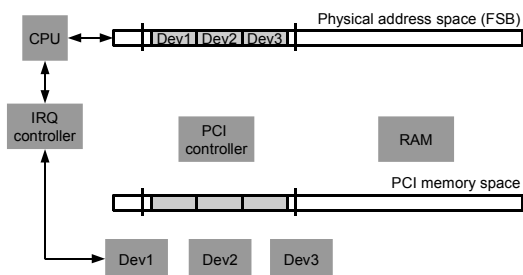 Physical address space (FSB)
CPU
Dev1 Dev2 Dev3
IRQ
controller
PCI
controller
RAM
PCI memory space
Dev1 Dev2 Dev3